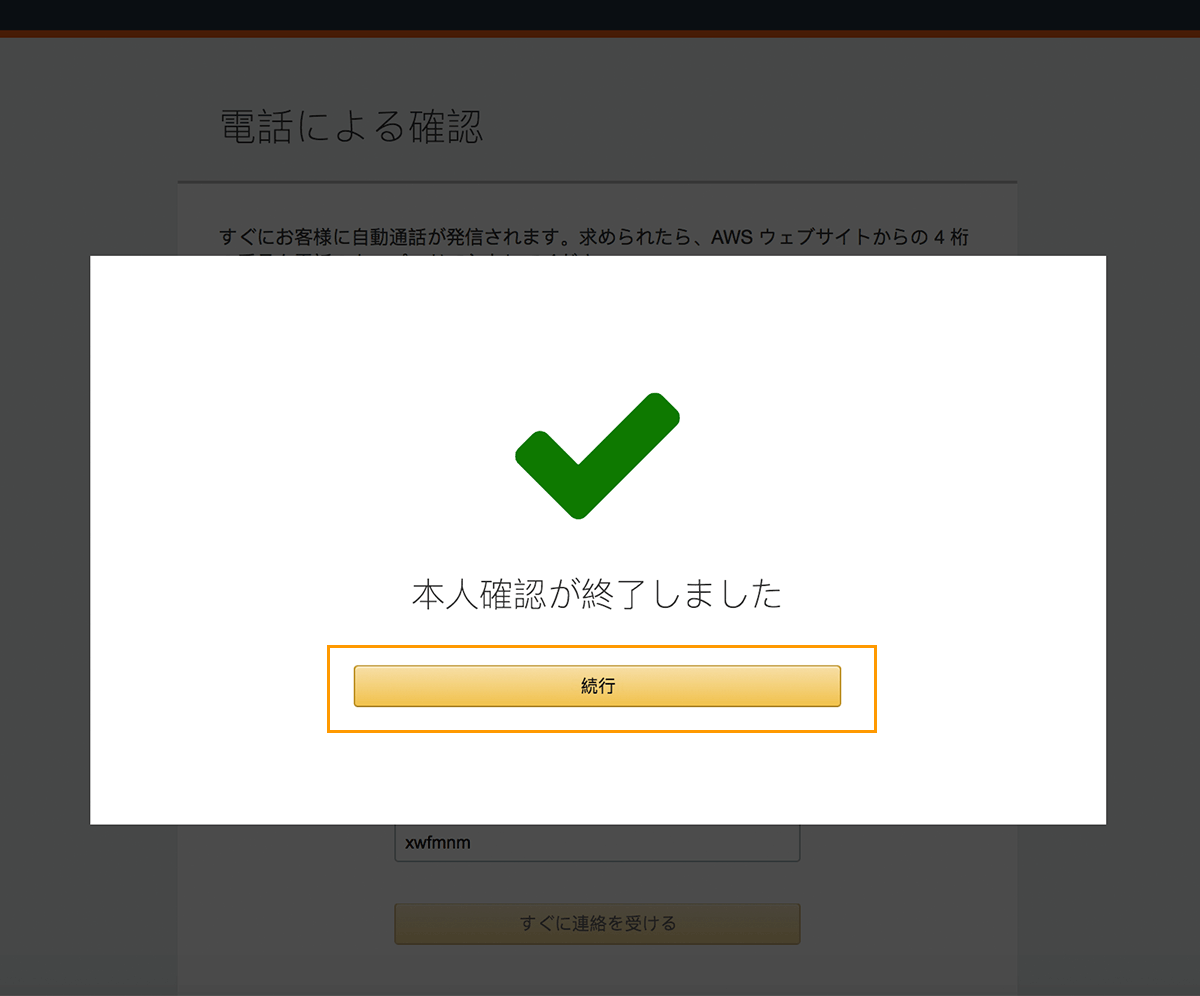 電話による確認
すぐにお客様に自動通話が発信されます。求められたら、AWS ウェブサイトからの 4 桁
本人確認が終了しました
続行
xwfmnm
すぐに連絡を受ける